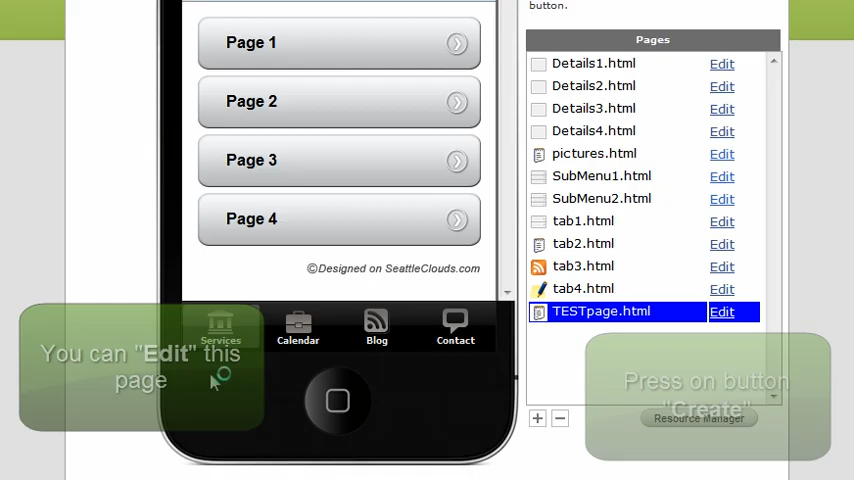 button.
Pages
Page 1
Page 2
Page 3
Page 4
©Designed on SeattleClouds.com
Services
Calendar
Blog
Contact
Details1.html Edit
Details2.html Edit
Details3.html Edit
Details4.html Edit
pictures.html Edit
SubMenu1.html Edit
SubMenu2.html Edit
tab1.html Edit
tab2.html Edit
tab3.html Edit
tab4.html Edit
TESTpage.html Edit
Resource Manager
You can "Edit" this
page
Press on button
"Create"